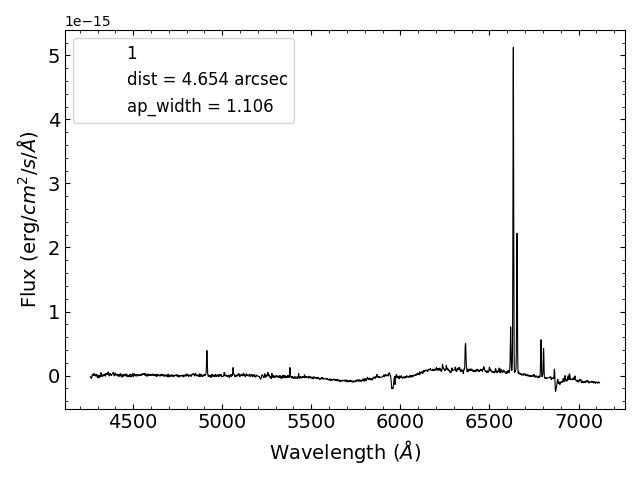 1e−15
1
dist = 4.654 arcsec
ap_width = 1.106
Flux (erg/cm²/s/Å)
5
4
3
2
1
0
4500 5000 5500 6000 6500 7000
Wavelength (Å)